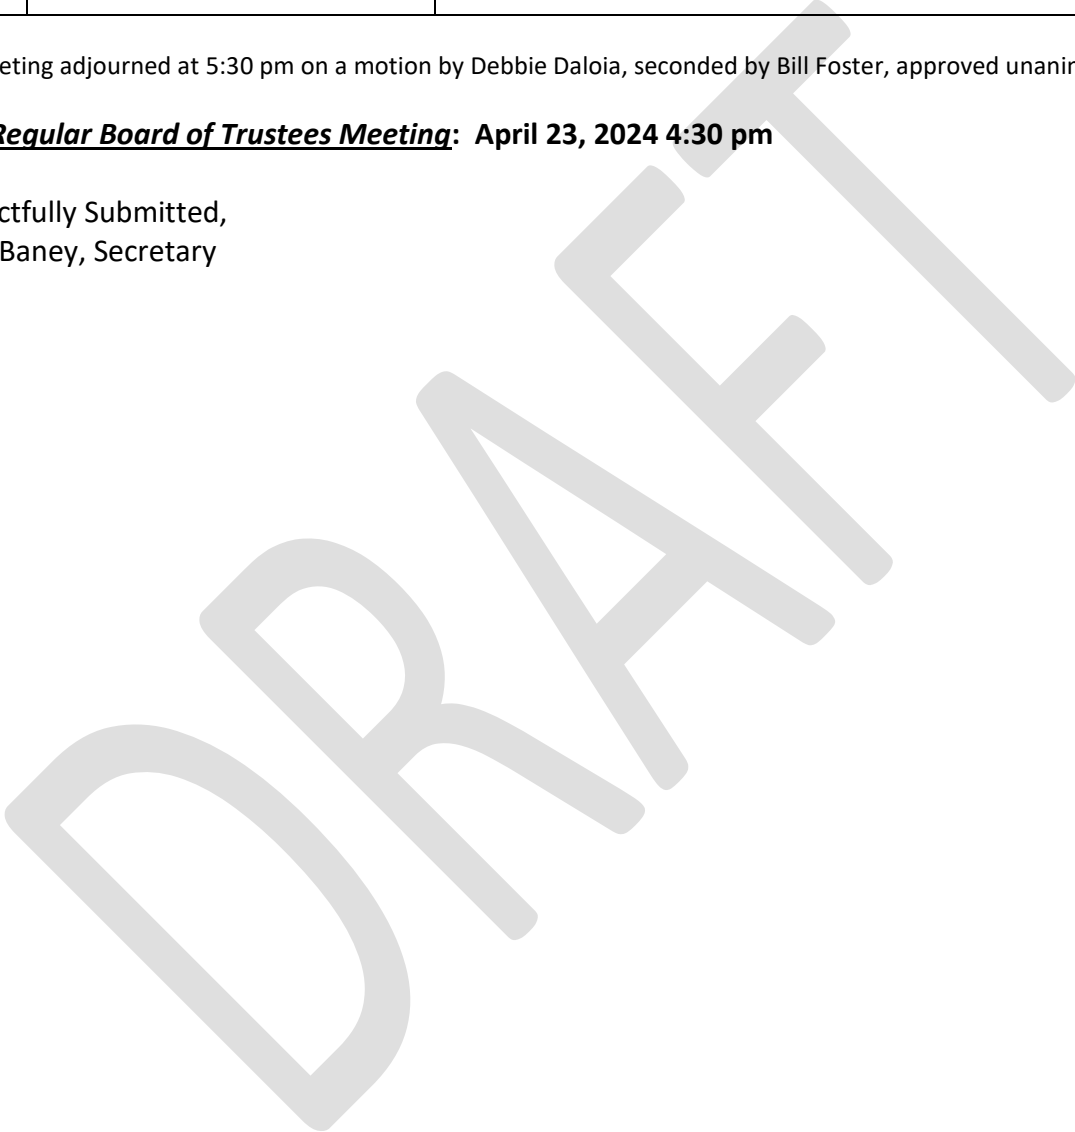 eting adjourned at 5:30 pm on a motion by Debbie Daloia, seconded by Bill Foster, approved unanim
Regular Board of Trustees Meeting: April 23, 2024 4:30 pm
ctfully Submitted,
Baney, Secretary
DRAFT